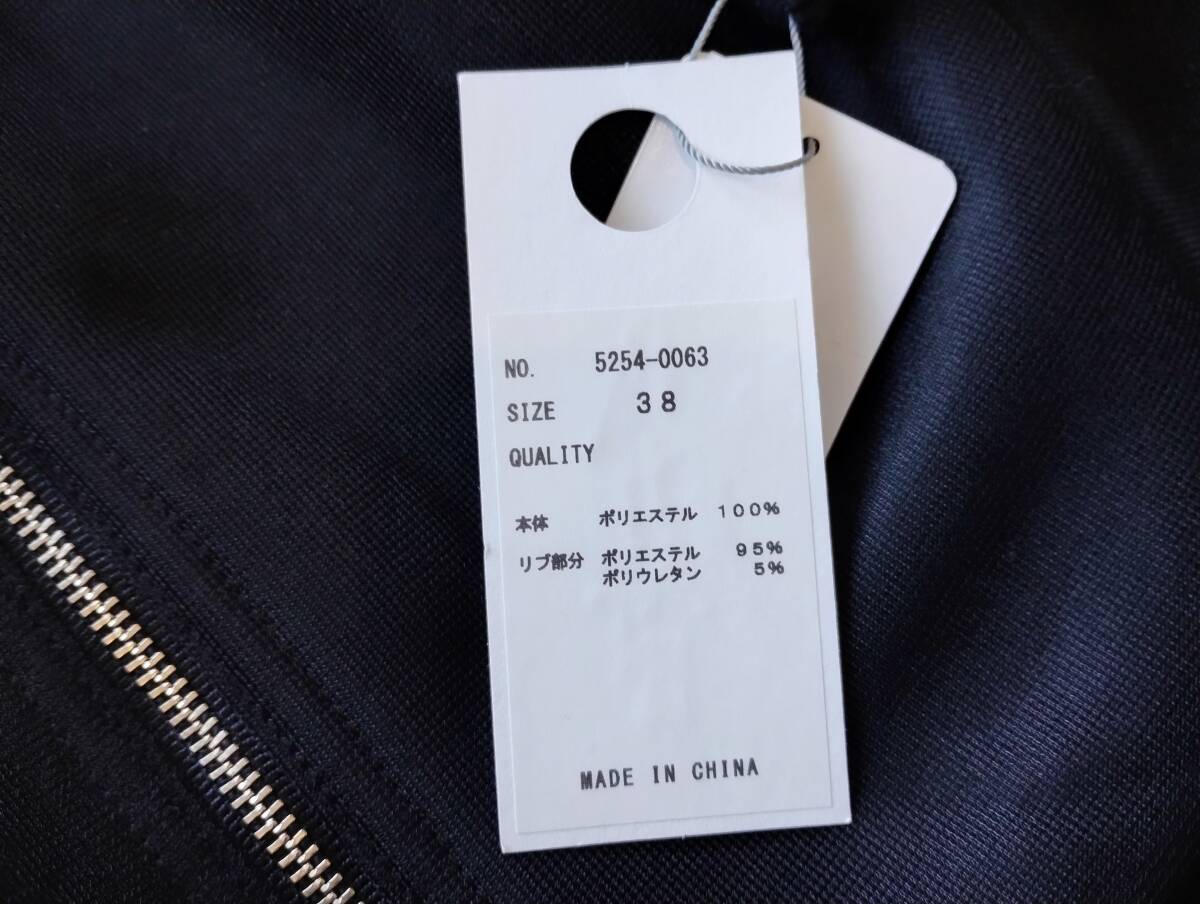 NO. 5254-0063
SIZE 38
QUALITY
本体 ポリエステル 100%
リブ部分 ポリエステル 95%
ポリウレタン 5%
MADE IN CHINA